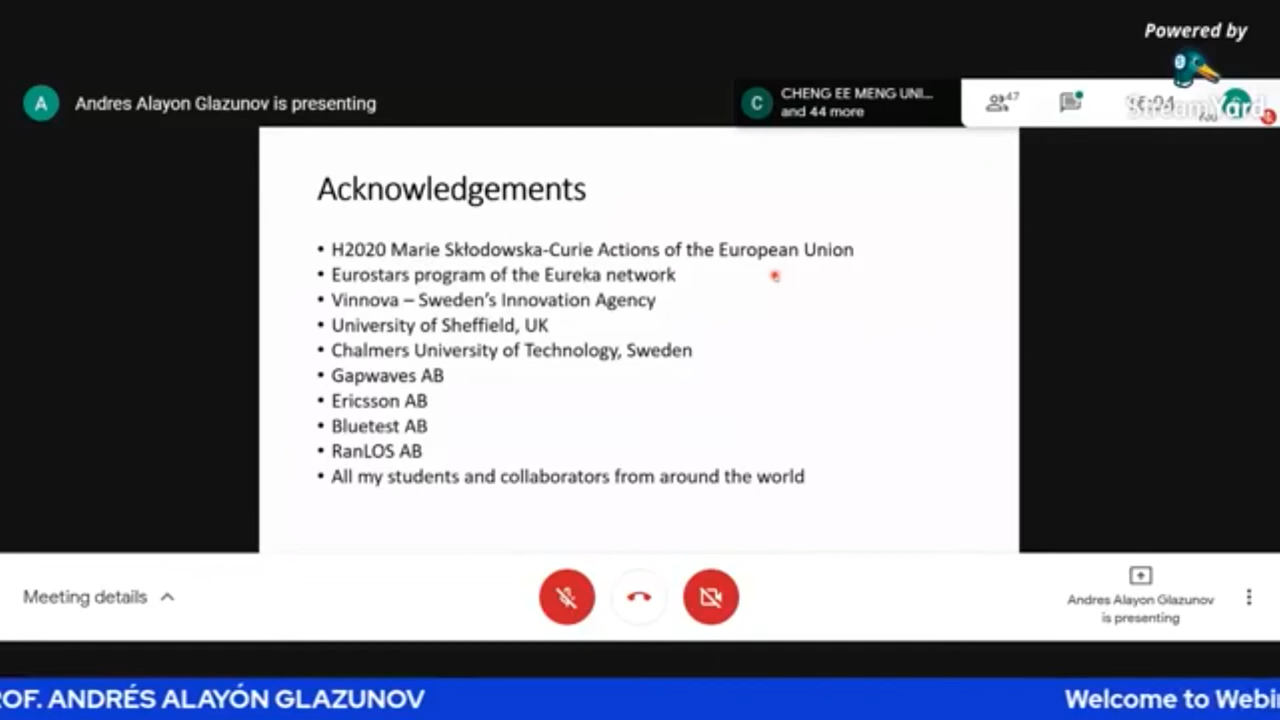 Powered by
StreamYard
A
Andres Alayon Glazunov is presenting
C
CHENG EE MENG UNI...
and 44 more
47
Acknowledgements
• H2020 Marie Skłodowska-Curie Actions of the European Union
• Eurostars program of the Eureka network
• Vinnova – Sweden's Innovation Agency
• University of Sheffield, UK
• Chalmers University of Technology, Sweden
• Gapwaves AB
• Ericsson AB
• Bluetest AB
• RanLOS AB
• All my students and collaborators from around the world
Meeting details
Andres Alayon Glazunov
is presenting
ROF. ANDRÉS ALAYÓN GLAZUNOV
Welcome to Webi